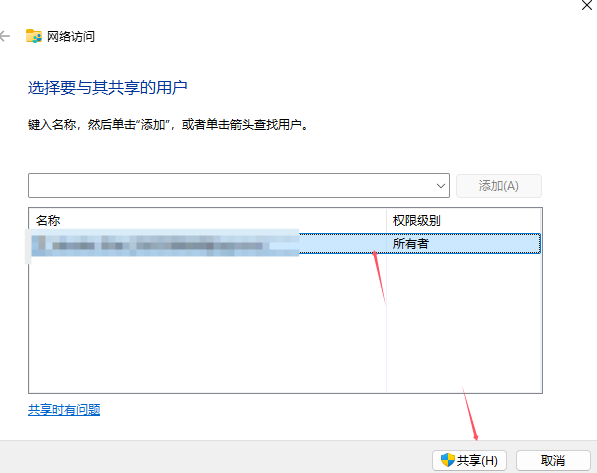 网络访问
选择要与其共享的用户
键入名称，然后单击“添加”，或者单击箭头查找用户。
添加(A)
名称 权限级别
所有者
共享时有问题
共享(H) 取消